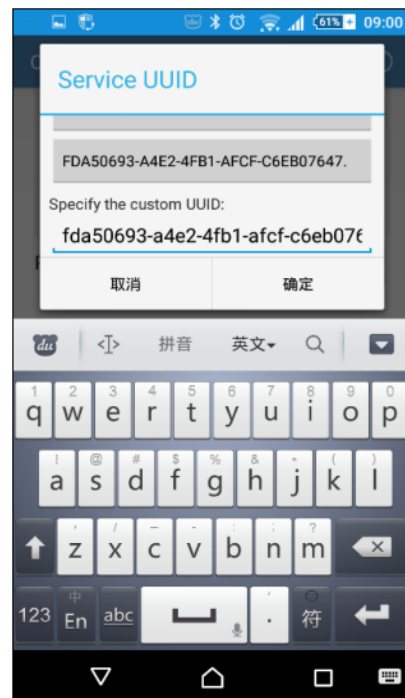 61% 09:00
Service UUID
FDA50693-A4E2-4FB1-AFCF-C6EB07647.
Specify the custom UUID:
fda50693-a4e2-4fb1-afcf-c6eb076
取消 确定
du 拼音 英文
1 2 3 4 5 6 7 8 9 0
q w e r t y u i o p
! @ # $ % & * ( )
a s d f g h j k l
z x c v b n m
中
123 En abc 符